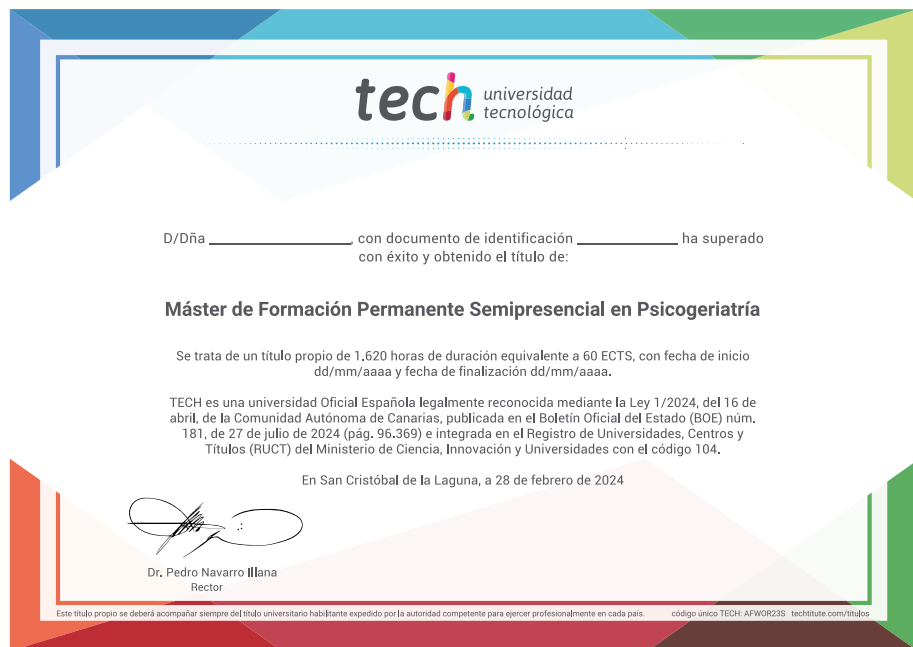 tech universidad
tecnológica
D/Dña ________________, con documento de identificación ____________ ha superado
con éxito y obtenido el título de:
Máster de Formación Permanente Semipresencial en Psicogeriatría
Se trata de un título propio de 1.620 horas de duración equivalente a 60 ECTS, con fecha de inicio
dd/mm/aaaa y fecha de finalización dd/mm/aaaa.
TECH es una universidad Oficial Española legalmente reconocida mediante la Ley 1/2024, del 16 de
abril, de la Comunidad Autónoma de Canarias, publicada en el Boletín Oficial del Estado (BOE) núm.
181, de 27 de julio de 2024 (pág. 96.369) e integrada en el Registro de Universidades, Centros y
Títulos (RUCT) del Ministerio de Ciencia, Innovación y Universidades con el código 104.
En San Cristóbal de la Laguna, a 28 de febrero de 2024
Dr. Pedro Navarro Illana
Rector
Este título propio se deberá acompañar siempre del título universitario habilitante expedido por la autoridad competente para ejercer profesionalmente en cada país. código único TECH: AFWOR23S techtitute.com/titulos